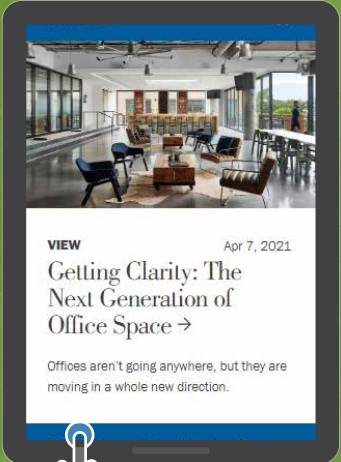 VIEW
Apr 7, 2021
Getting Clarity: The
Next Generation of
Office Space →
Offices aren't going anywhere, but they are
moving in a whole new direction.